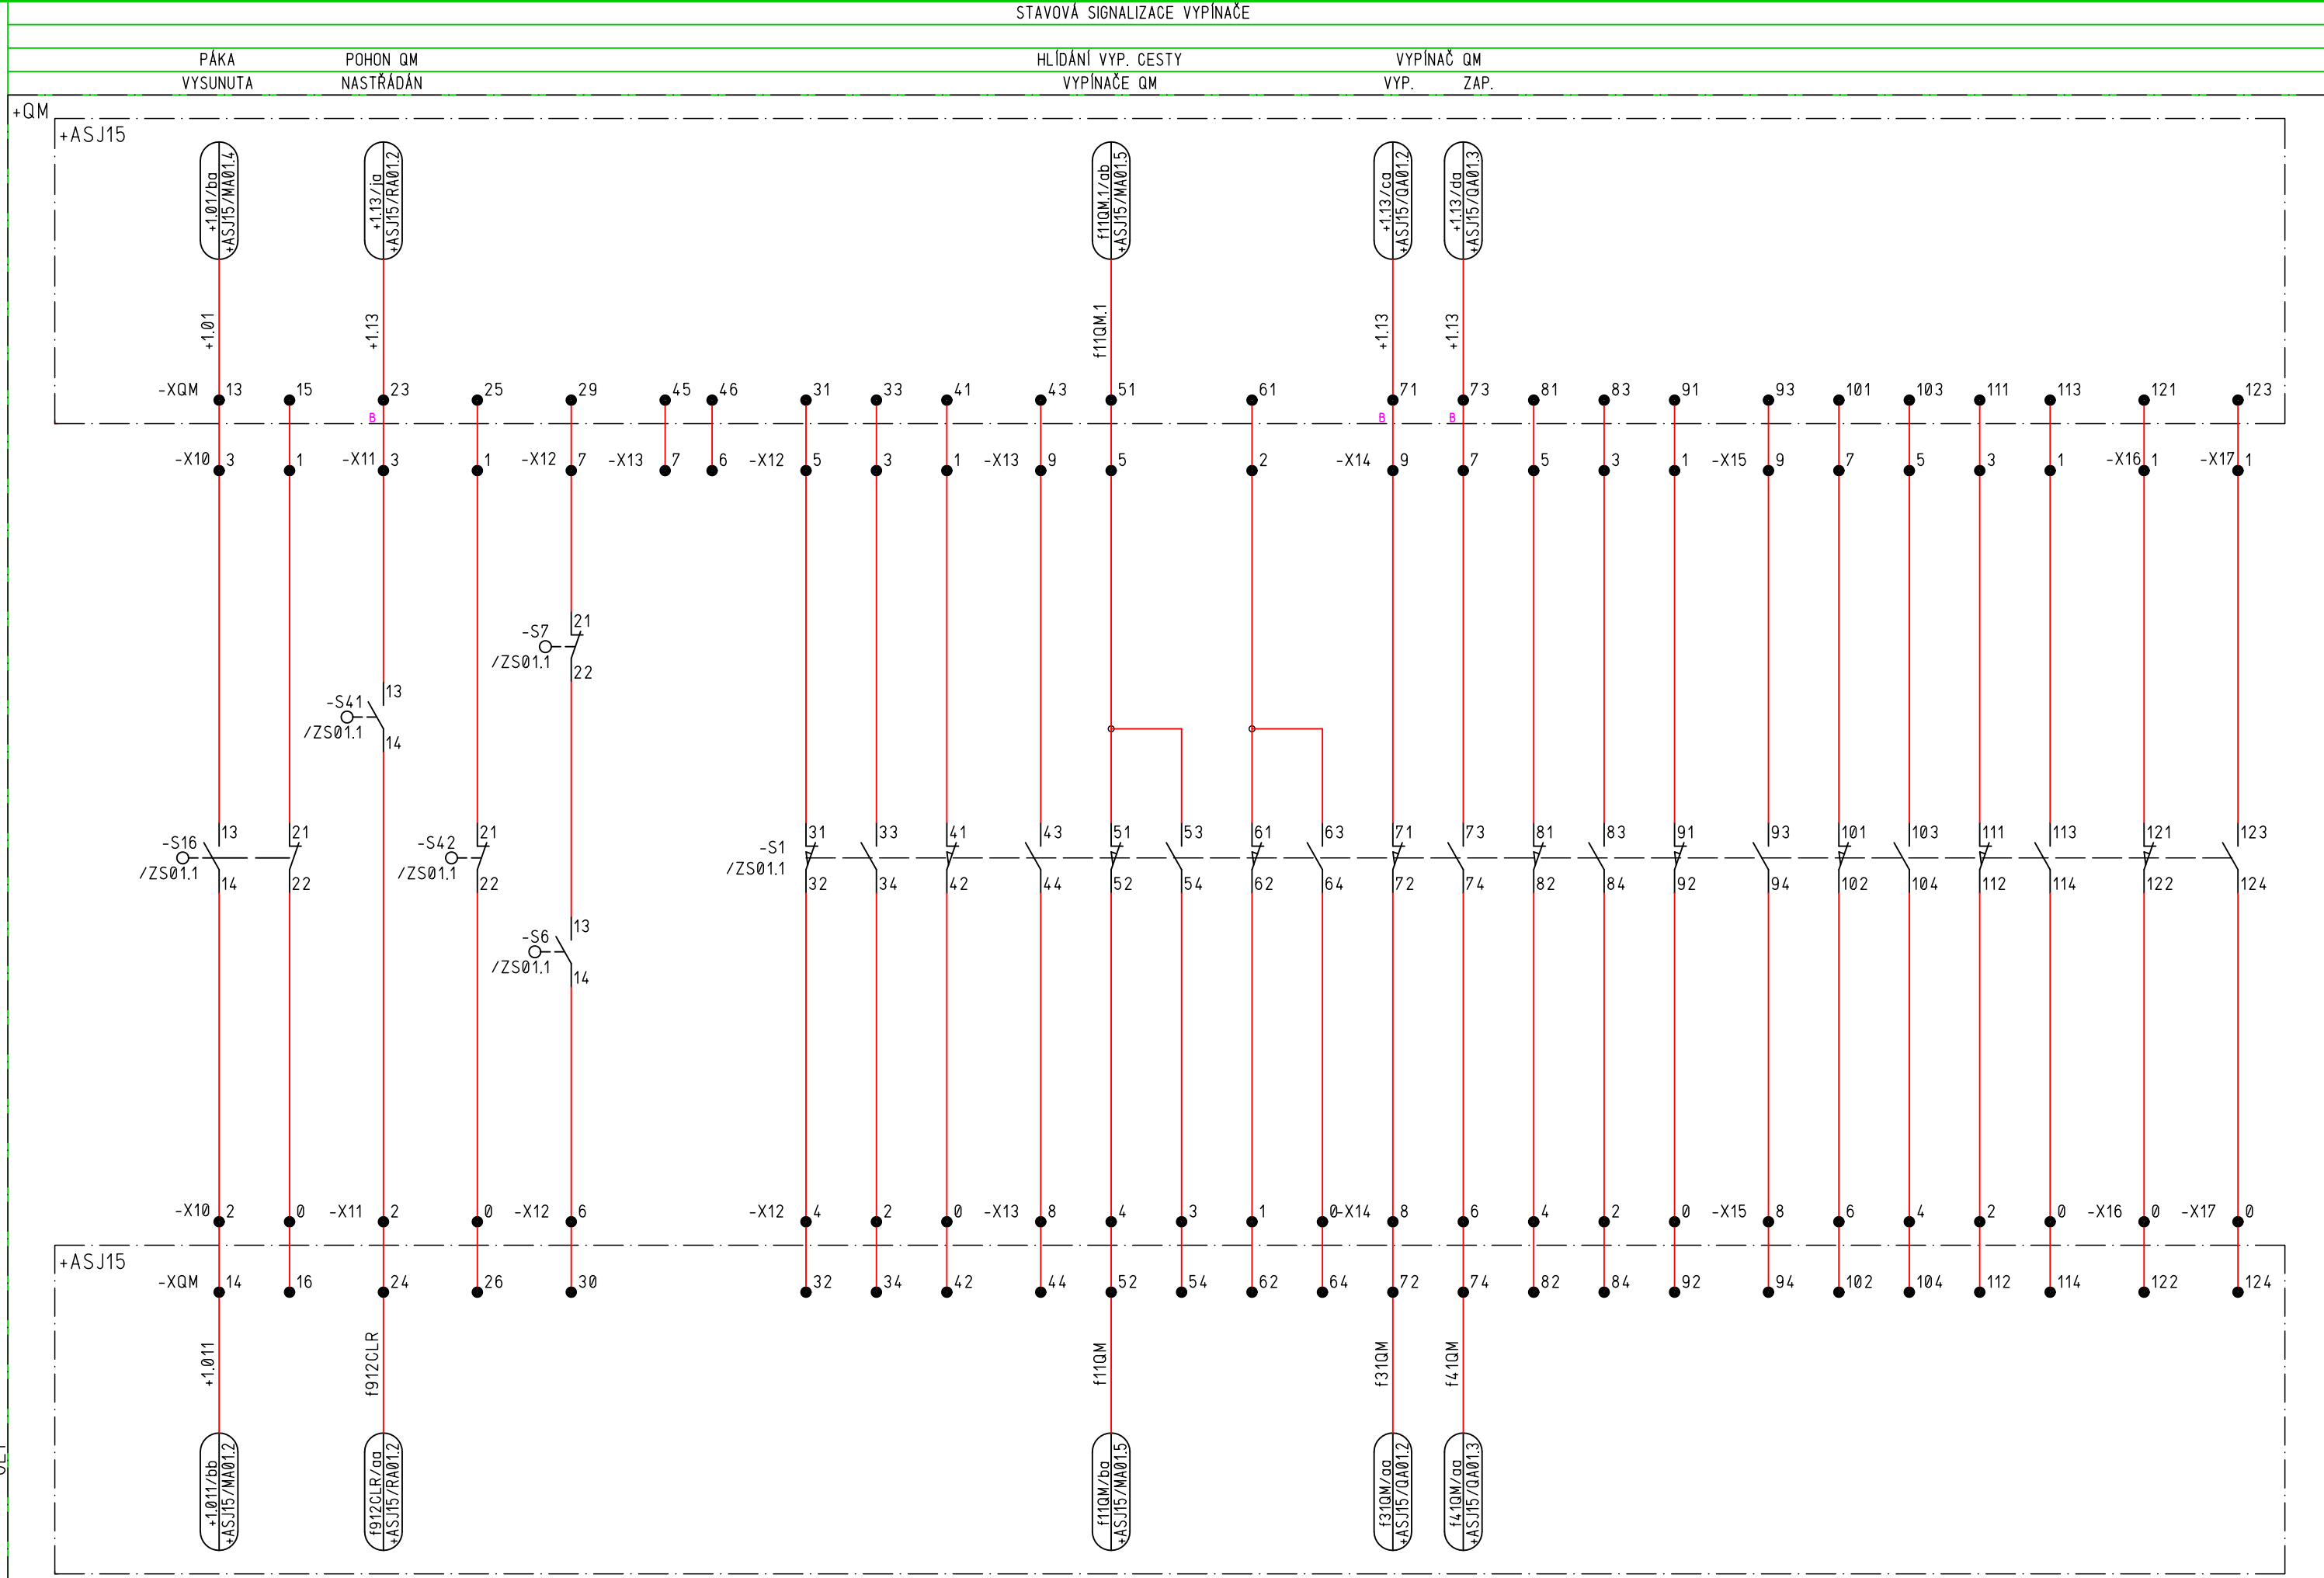 STAVOVÁ SIGNALIZACE VYPÍNAČE
PÁKA POHON QM HLÍDÁNÍ VYP. CESTY VYPÍNAČ QM
VYSUNUTA NASTŘÁDÁN VYPÍNAČE QM VYP. ZAP.
+QM
+ASJ15
+1.01/ba
+ASJ15/MA01.4
+1.13/ja
+ASJ15/RA01.2
f11QM.1/ab
+ASJ15/MA01.5
+1.13/ca
+ASJ15/QA01.2
+1.13/da
+ASJ15/QA01.3
+1.01 +1.13 f11QM.1 +1.13 +1.13
-XQM 13 15 23 25 29 45 46 31 33 41 43 51 61 71 73 81 83 91 93 101 103 111 113 121 123
B B B
-X10 3 1 -X11 3 1 -X12 7 -X13 7 6 -X12 5 3 1 -X13 9 5 2 -X14 9 7 5 3 1 -X15 9 7 5 3 1 -X16 1 -X17 1
21
-S7
/ZS01.1
22
13
-S41
/ZS01.1
14
13 21 21 31 33 41 43 51 53 61 63 71 73 81 83 91 93 101 103 111 113 121 123
-S16 -S42 -S1
/ZS01.1 /ZS01.1 /ZS01.1
14 22 22 32 34 42 44 52 54 62 64 72 74 82 84 92 94 102 104 112 114 122 124
13
-S6
/ZS01.1
14
-X10 2 0 -X11 2 0 -X12 6 -X12 4 2 0 -X13 8 4 3 1 0 -X14 8 6 4 2 0 -X15 8 6 4 2 0 -X16 0 -X17 0
+ASJ15
-XQM 14 16 24 26 30 32 34 42 44 52 54 62 64 72 74 82 84 92 94 102 104 112 114 122 124
+1.011 f912CLR f11QM f31QM f41QM
+1.011/bb
+ASJ15/MA01.2
f912CLR/aa
+ASJ15/RA01.2
f11QM/ba
+ASJ15/MA01.5
f31QM/aa
+ASJ15/QA01.2
f41QM/aa
+ASJ15/QA01.3